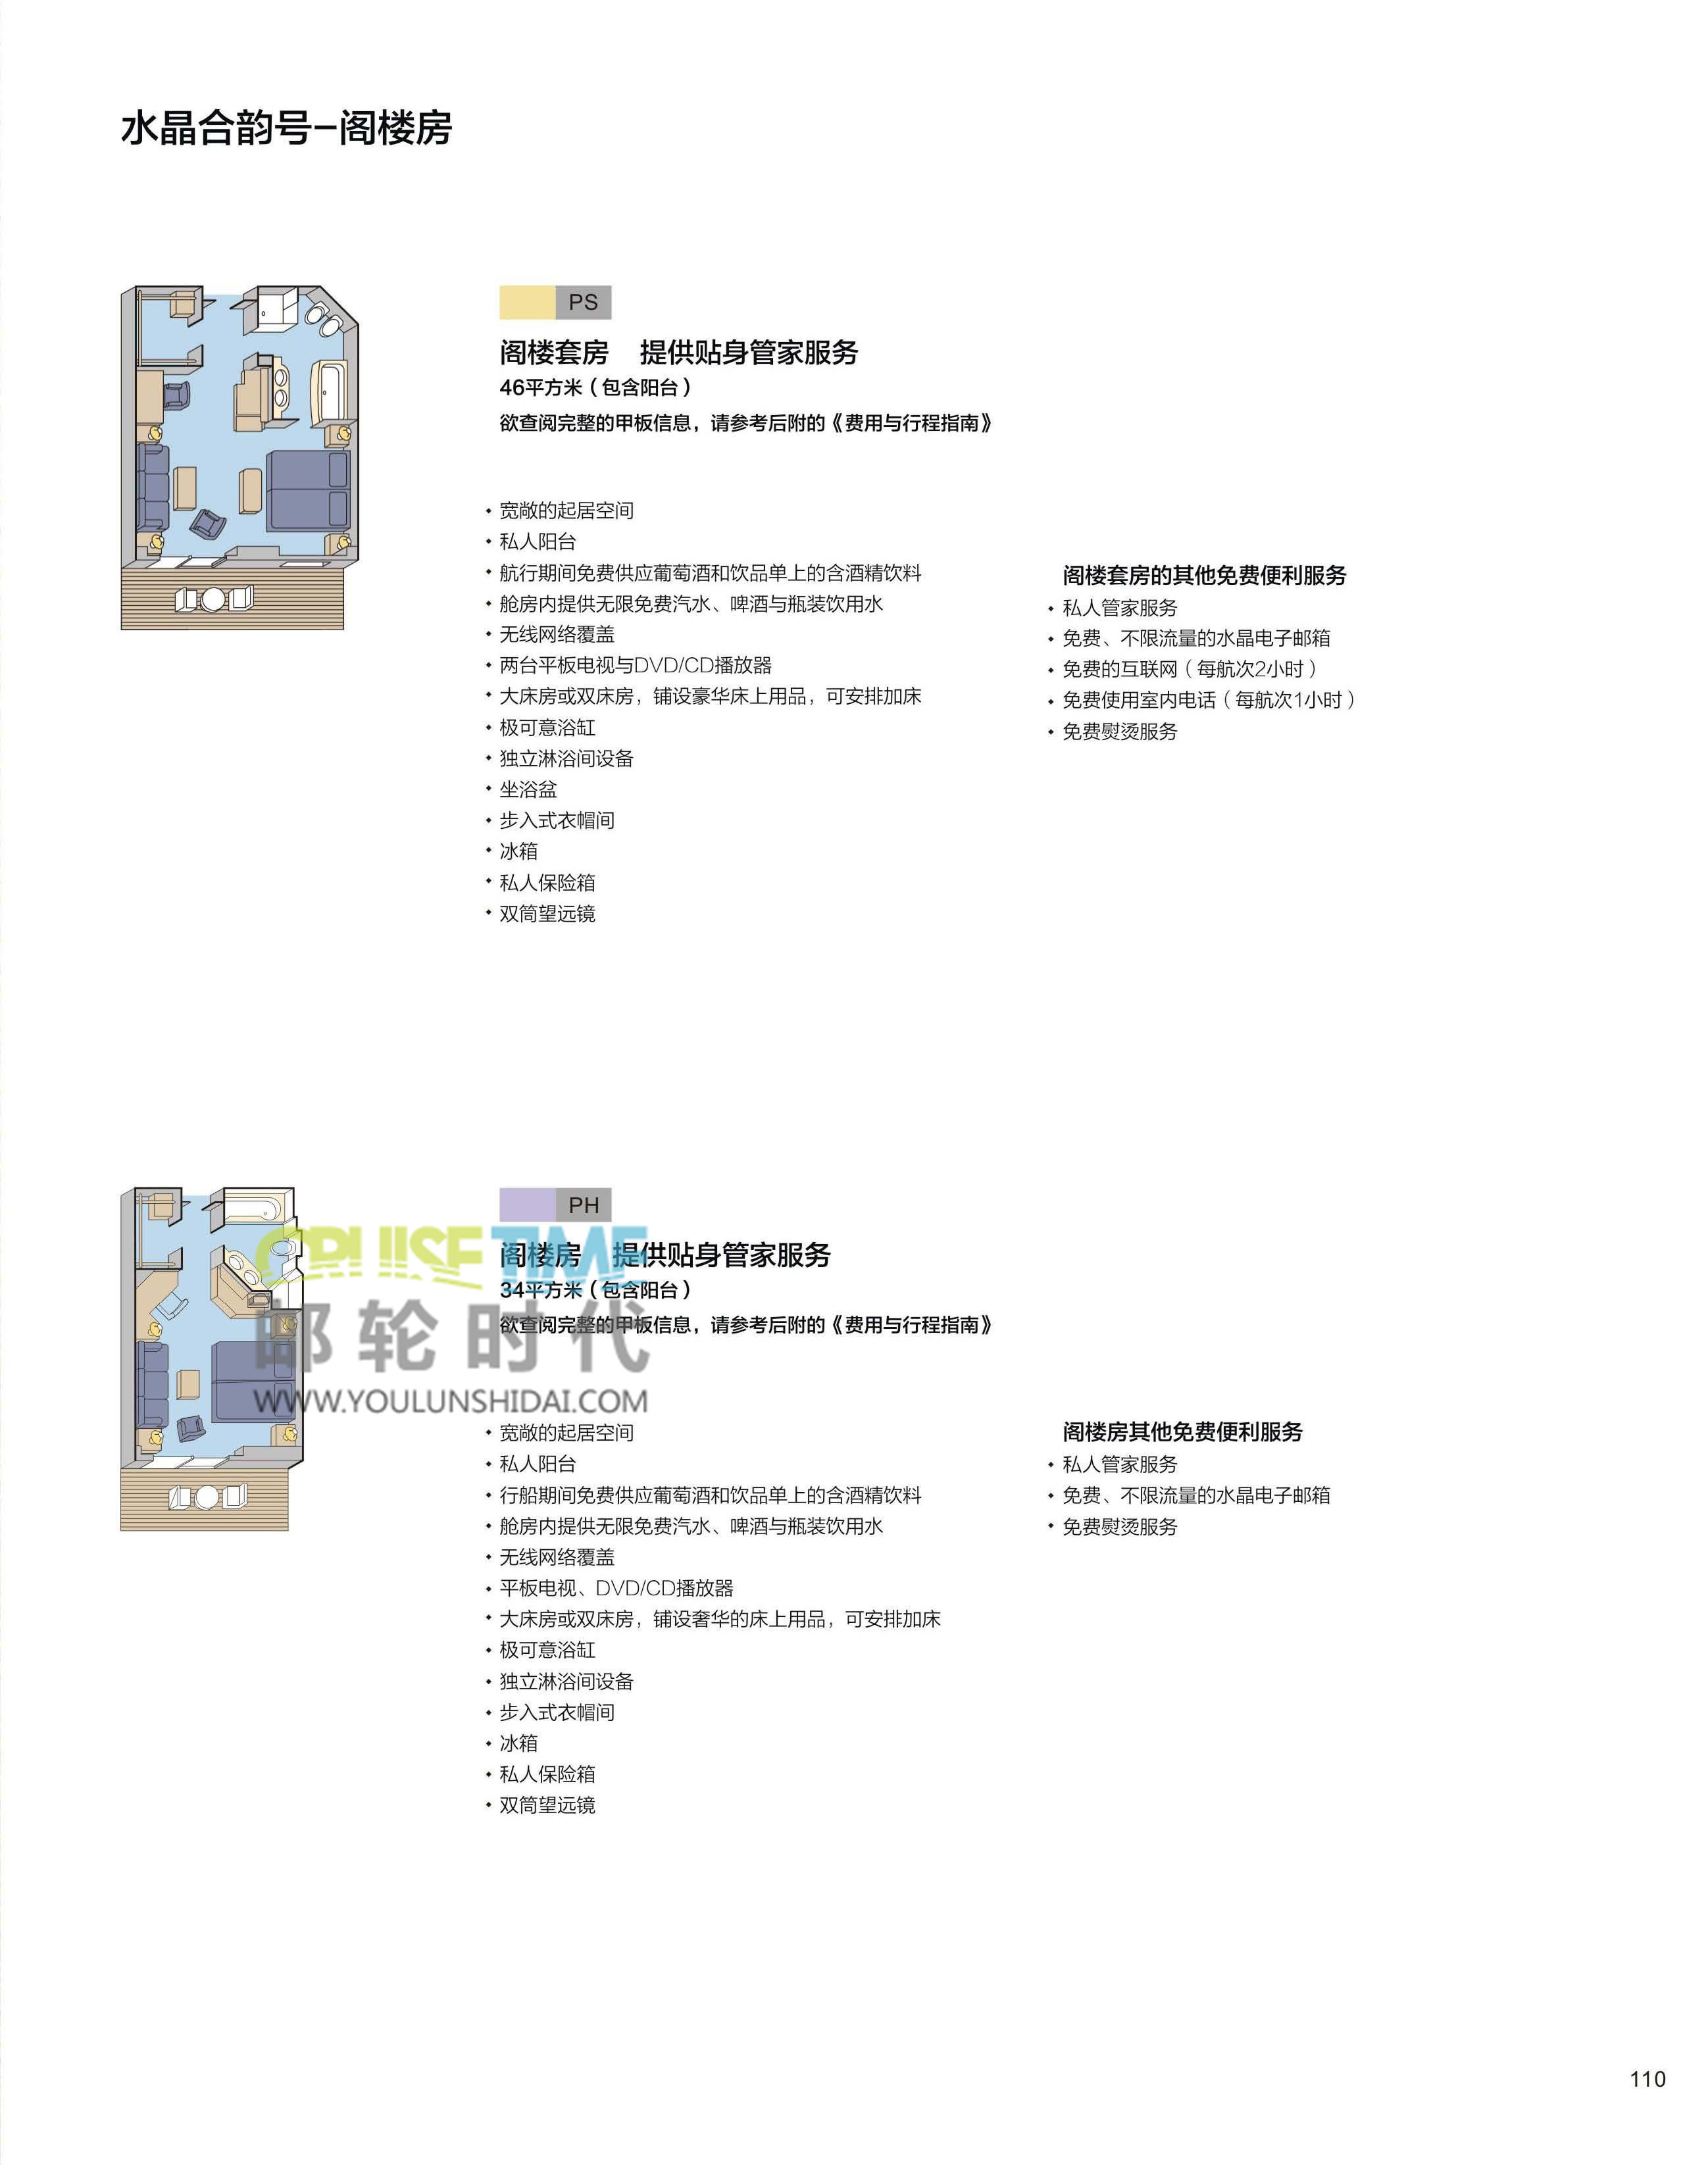 水晶合韵号–阁楼房
PS
阁楼套房 提供贴身管家服务
46平方米（包含阳台）
欲查阅完整的甲板信息，请参考后附的《费用与行程指南》
• 宽敞的起居空间
• 私人阳台
• 航行期间免费供应葡萄酒和饮品单上的含酒精饮料
• 舱房内提供无限免费汽水、啤酒与瓶装饮用水
• 无线网络覆盖
• 两台平板电视与DVD/CD播放器
• 大床房或双床房，铺设豪华床上用品，可安排加床
• 极可意浴缸
• 独立淋浴间设备
• 坐浴盆
• 步入式衣帽间
• 冰箱
• 私人保险箱
• 双筒望远镜
阁楼套房的其他免费便利服务
• 私人管家服务
• 免费、不限流量的水晶电子邮箱
• 免费的互联网（每航次2小时）
• 免费使用室内电话（每航次1小时）
• 免费熨烫服务
PH
阁楼房 提供贴身管家服务
34平方米（包含阳台）
欲查阅完整的甲板信息，请参考后附的《费用与行程指南》
CRUISE TIME
邮轮时代
WWW.YOULUNSHIDAI.COM
• 宽敞的起居空间
• 私人阳台
• 行船期间免费供应葡萄酒和饮品单上的含酒精饮料
• 舱房内提供无限免费汽水、啤酒与瓶装饮用水
• 无线网络覆盖
• 平板电视、DVD/CD播放器
• 大床房或双床房，铺设奢华的床上用品，可安排加床
• 极可意浴缸
• 独立淋浴间设备
• 步入式衣帽间
• 冰箱
• 私人保险箱
• 双筒望远镜
阁楼房其他免费便利服务
• 私人管家服务
• 免费、不限流量的水晶电子邮箱
• 免费熨烫服务
110